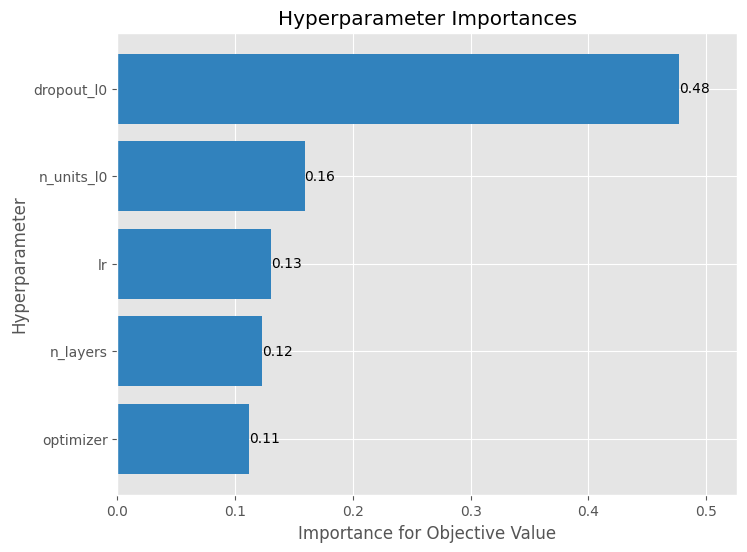 Hyperparameter Importances
Hyperparameter
dropout_l0
0.48
n_units_l0
0.16
lr
0.13
n_layers
0.12
optimizer
0.11
0.0 0.1 0.2 0.3 0.4 0.5
Importance for Objective Value